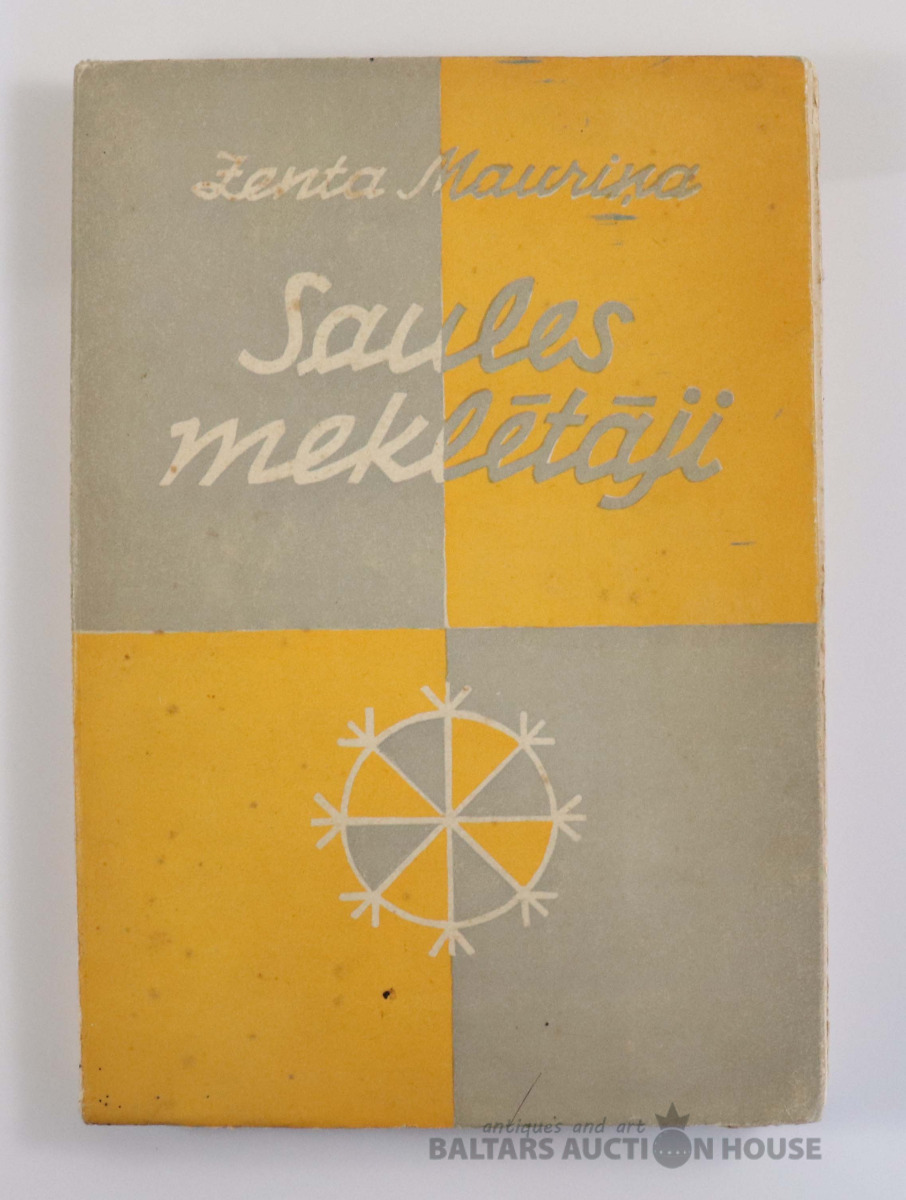 Zenta Mauriņa
Saules
meklētāji
antiques and art
BALTARS AUCTION HOUSE